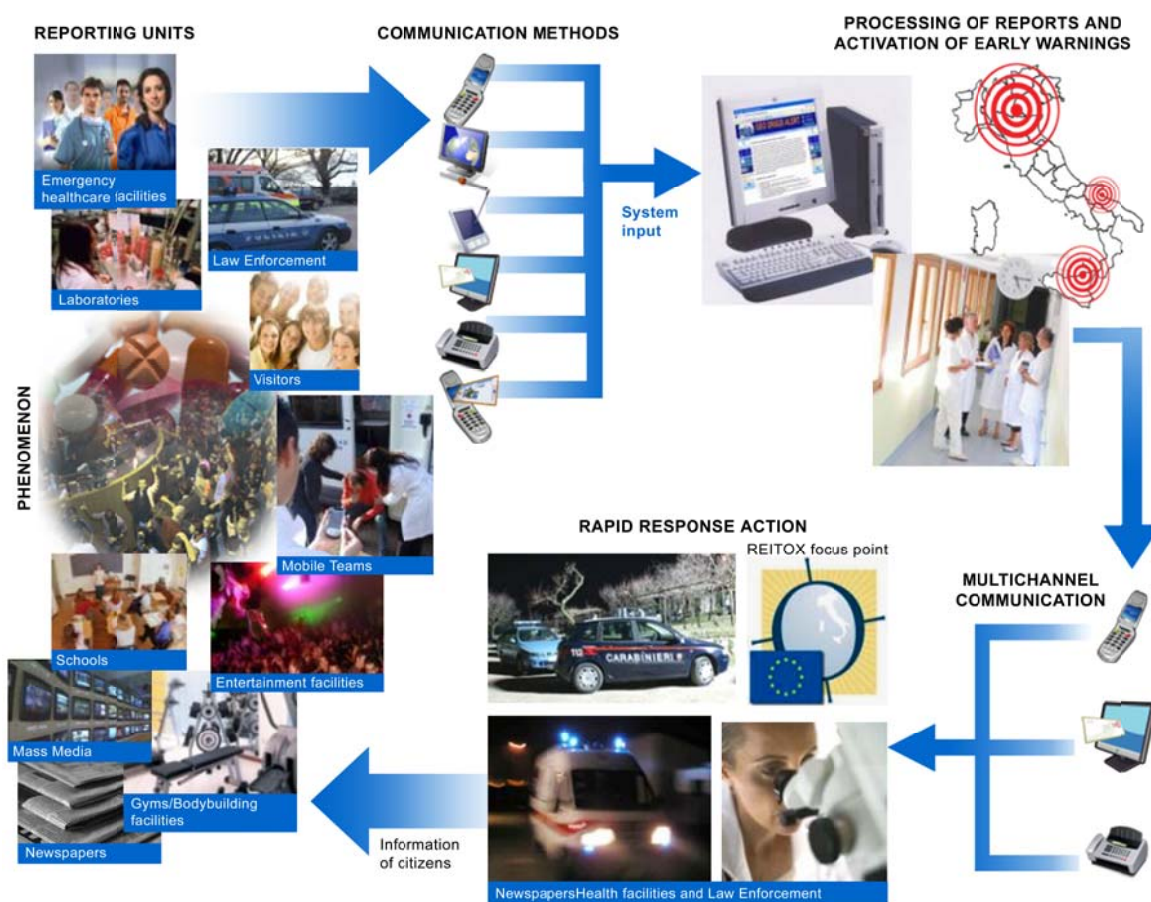 REPORTING UNITS
COMMUNICATION METHODS
PROCESSING OF REPORTS AND
ACTIVATION OF EARLY WARNINGS
Emergency
healthcare facilities
Law Enforcement
Laboratories
Visitors
System
input
PHENOMENON
Mobile Teams
Schools
Entertainment facilities
Mass Media
Gyms/Bodybuilding
facilities
Newspapers
Information
of citizens
RAPID RESPONSE ACTION
REITOX focus point
112
CARABINIERI
NewspapersHealth facilities and Law Enforcement
MULTICHANNEL
COMMUNICATION